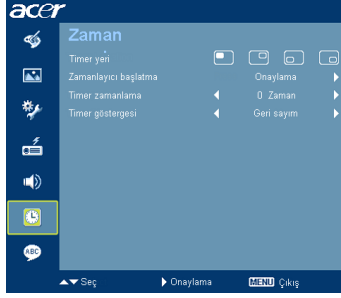 acer
Zaman
Timer yeri
Zamanlayıcı başlatma Onaylama
Timer zamanlama 0 Zaman
Timer göstergesi Geri sayım
ABC
Seç Onaylama MENU Çıkış